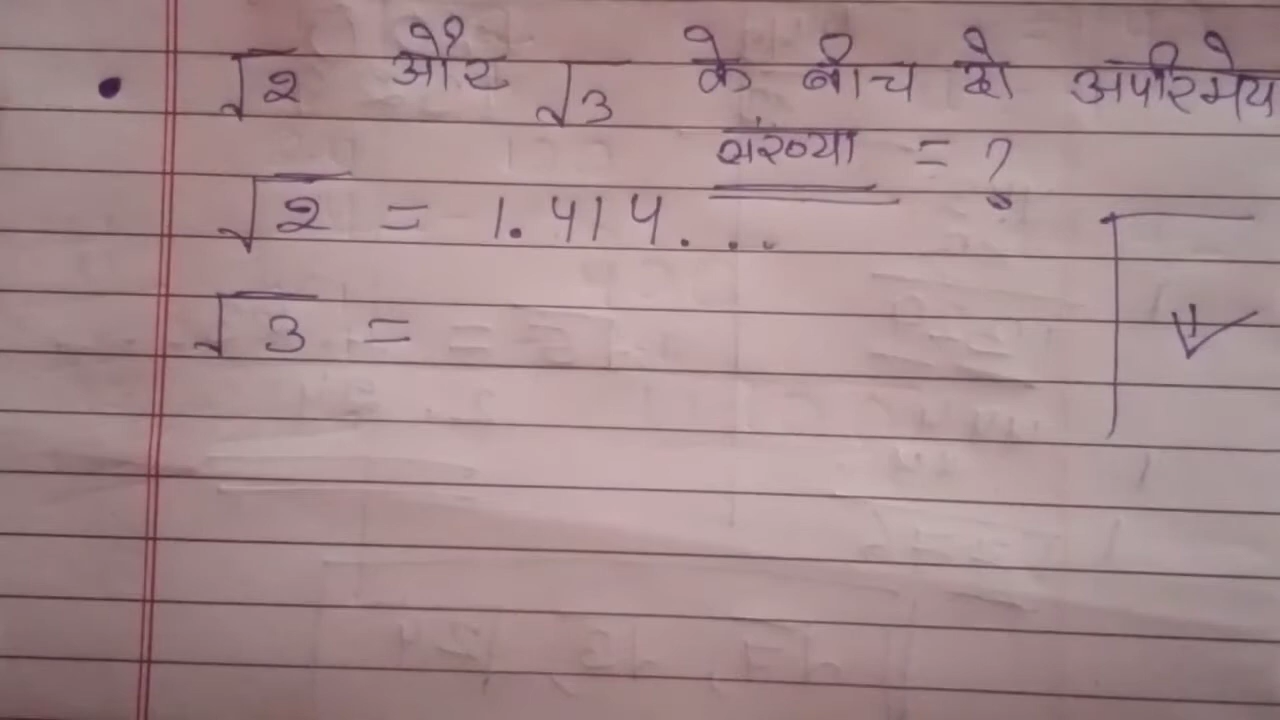 • √2 और √3 के बीच दो अपरिमेय
संख्या = ?
√2 = 1.414...
√3 =